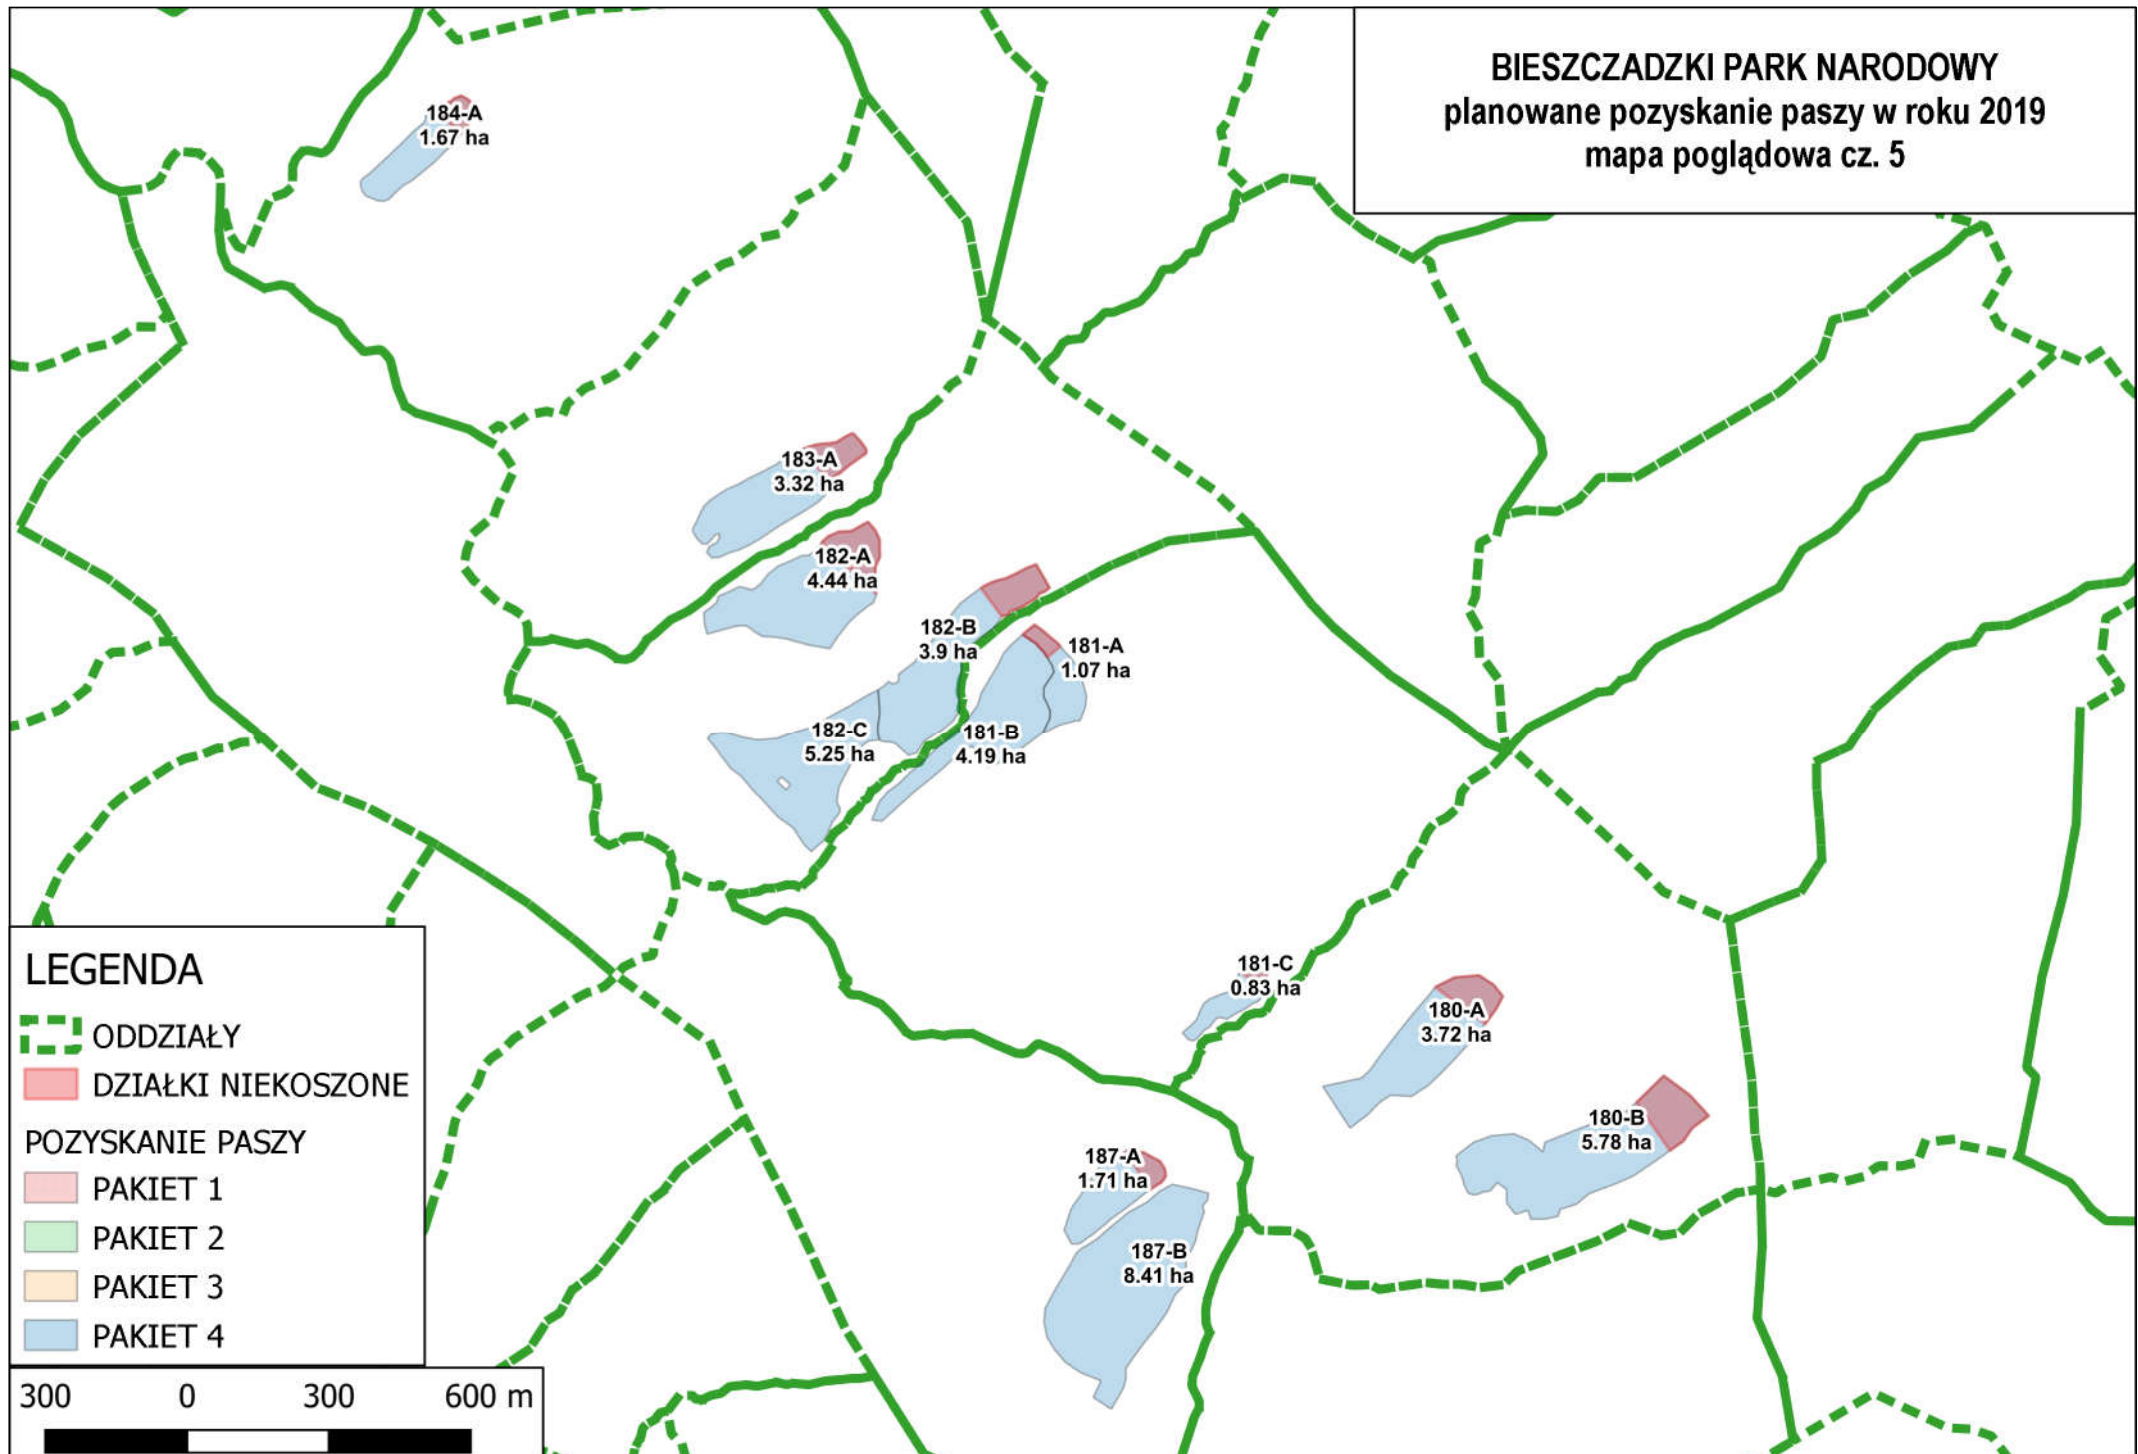 BIESZCZADZKI PARK NARODOWY
planowane pozyskanie paszy w roku 2019
mapa poglądowa cz. 5
184-A
1.67 ha
183-A
3.32 ha
182-A
4.44 ha
182-B
3.9 ha
181-A
1.07 ha
182-C
5.25 ha
181-B
4.19 ha
181-C
0.83 ha
180-A
3.72 ha
180-B
5.78 ha
187-A
1.71 ha
187-B
8.41 ha
LEGENDA
ODDZIAŁY
DZIAŁKI NIEKOSZONE
POZYSKANIE PASZY
PAKIET 1
PAKIET 2
PAKIET 3
PAKIET 4
300 0 300 600 m